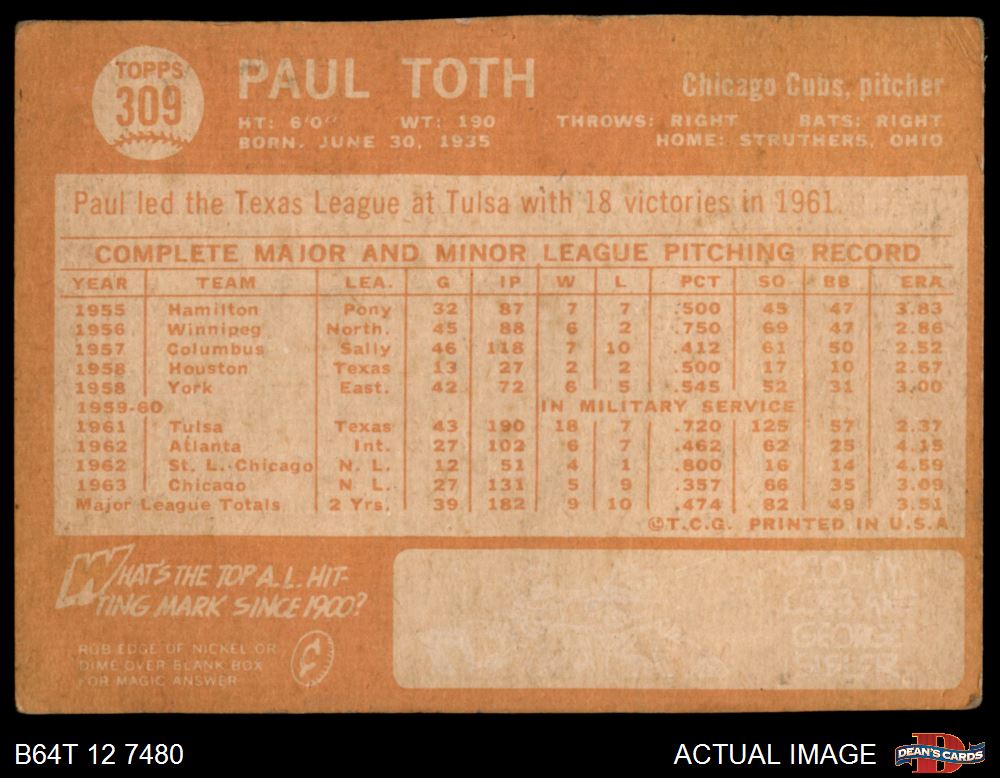 TOPPS
309
PAUL TOTH
Chicago Cubs, pitcher
HT: 6'0" WT: 190 THROWS: RIGHT BATS: RIGHT
BORN. JUNE 30, 1935 HOME: STRUTHERS, OHIO
Paul led the Texas League at Tulsa with 18 victories in 1961.
COMPLETE MAJOR AND MINOR LEAGUE PITCHING RECORD
YEAR TEAM LEA. G IP W L PCT SO BB ERA
1955 Hamilton Pony 32 87 7 7 .500 45 47 3.83
1956 Winnipeg North. 45 88 6 2 .750 69 47 2.86
1957 Columbus Sally 46 118 7 10 .412 61 50 2.52
1958 Houston Texas 13 27 2 2 .500 17 10 2.67
1958 York East. 42 72 6 5 .545 52 31 3.00
1959-60 IN MILITARY SERVICE
1961 Tulsa Texas 43 190 18 7 .720 125 57 2.37
1962 Atlanta Int. 27 102 6 7 .462 62 25 4.15
1962 St. L.-Chicago N. L. 12 51 4 1 .800 16 14 4.59
1963 Chicago N. L. 27 131 5 9 .357 66 35 3.09
Major League Totals 2 Yrs. 39 182 9 10 .474 82 49 3.51
©T.C.G. PRINTED IN U.S.A.
WHAT'S THE TOP A.L. HIT-
TING MARK SINCE 1900?
RUB EDGE OF NICKEL OR
DIME OVER BLANK BOX
FOR MAGIC ANSWER
GEORGE
SISLER
B64T 12 7480
ACTUAL IMAGE
DEAN'S CARDS